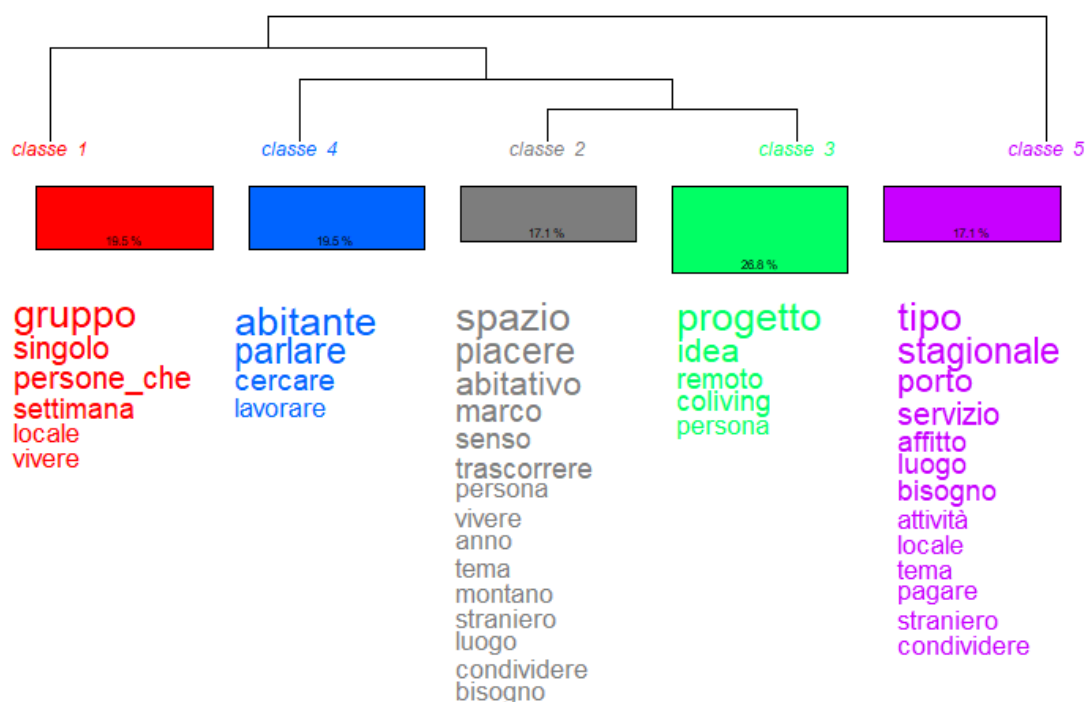 classe 1
classe 4
classe 2
classe 3
classe 5
19.5 %
19.5 %
17.1 %
26.8 %
17.1 %
gruppo
singolo
persone_che
settimana
locale
vivere
abitante
parlare
cercare
lavorare
spazio
piacere
abitativo
marco
senso
trascorrere
persona
vivere
anno
tema
montano
straniero
luogo
condividere
bisogno
progetto
idea
remoto
coliving
persona
tipo
stagionale
porto
servizio
affitto
luogo
bisogno
attività
locale
tema
pagare
straniero
condividere